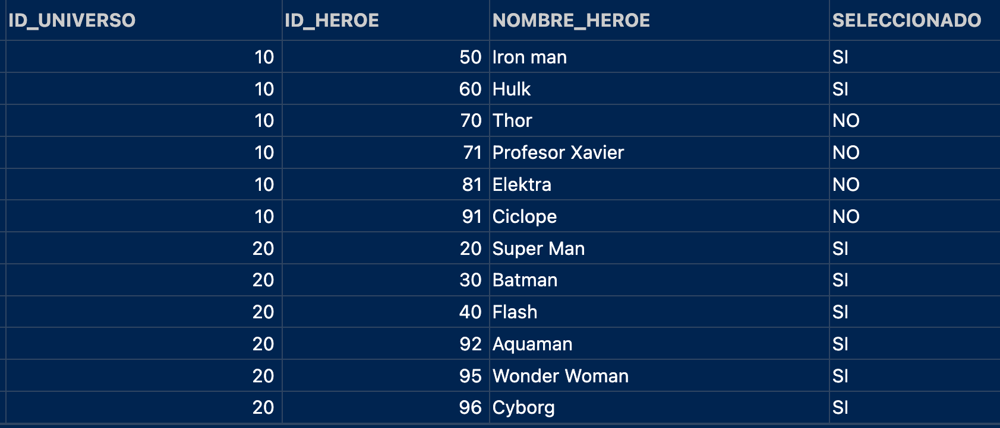 ID_UNIVERSO ID_HEROE NOMBRE_HEROE SELECCIONADO
10 50 Iron man SI
10 60 Hulk SI
10 70 Thor NO
10 71 Profesor Xavier NO
10 81 Elektra NO
10 91 Ciclope NO
20 20 Super Man SI
20 30 Batman SI
20 40 Flash SI
20 92 Aquaman SI
20 95 Wonder Woman SI
20 96 Cyborg SI